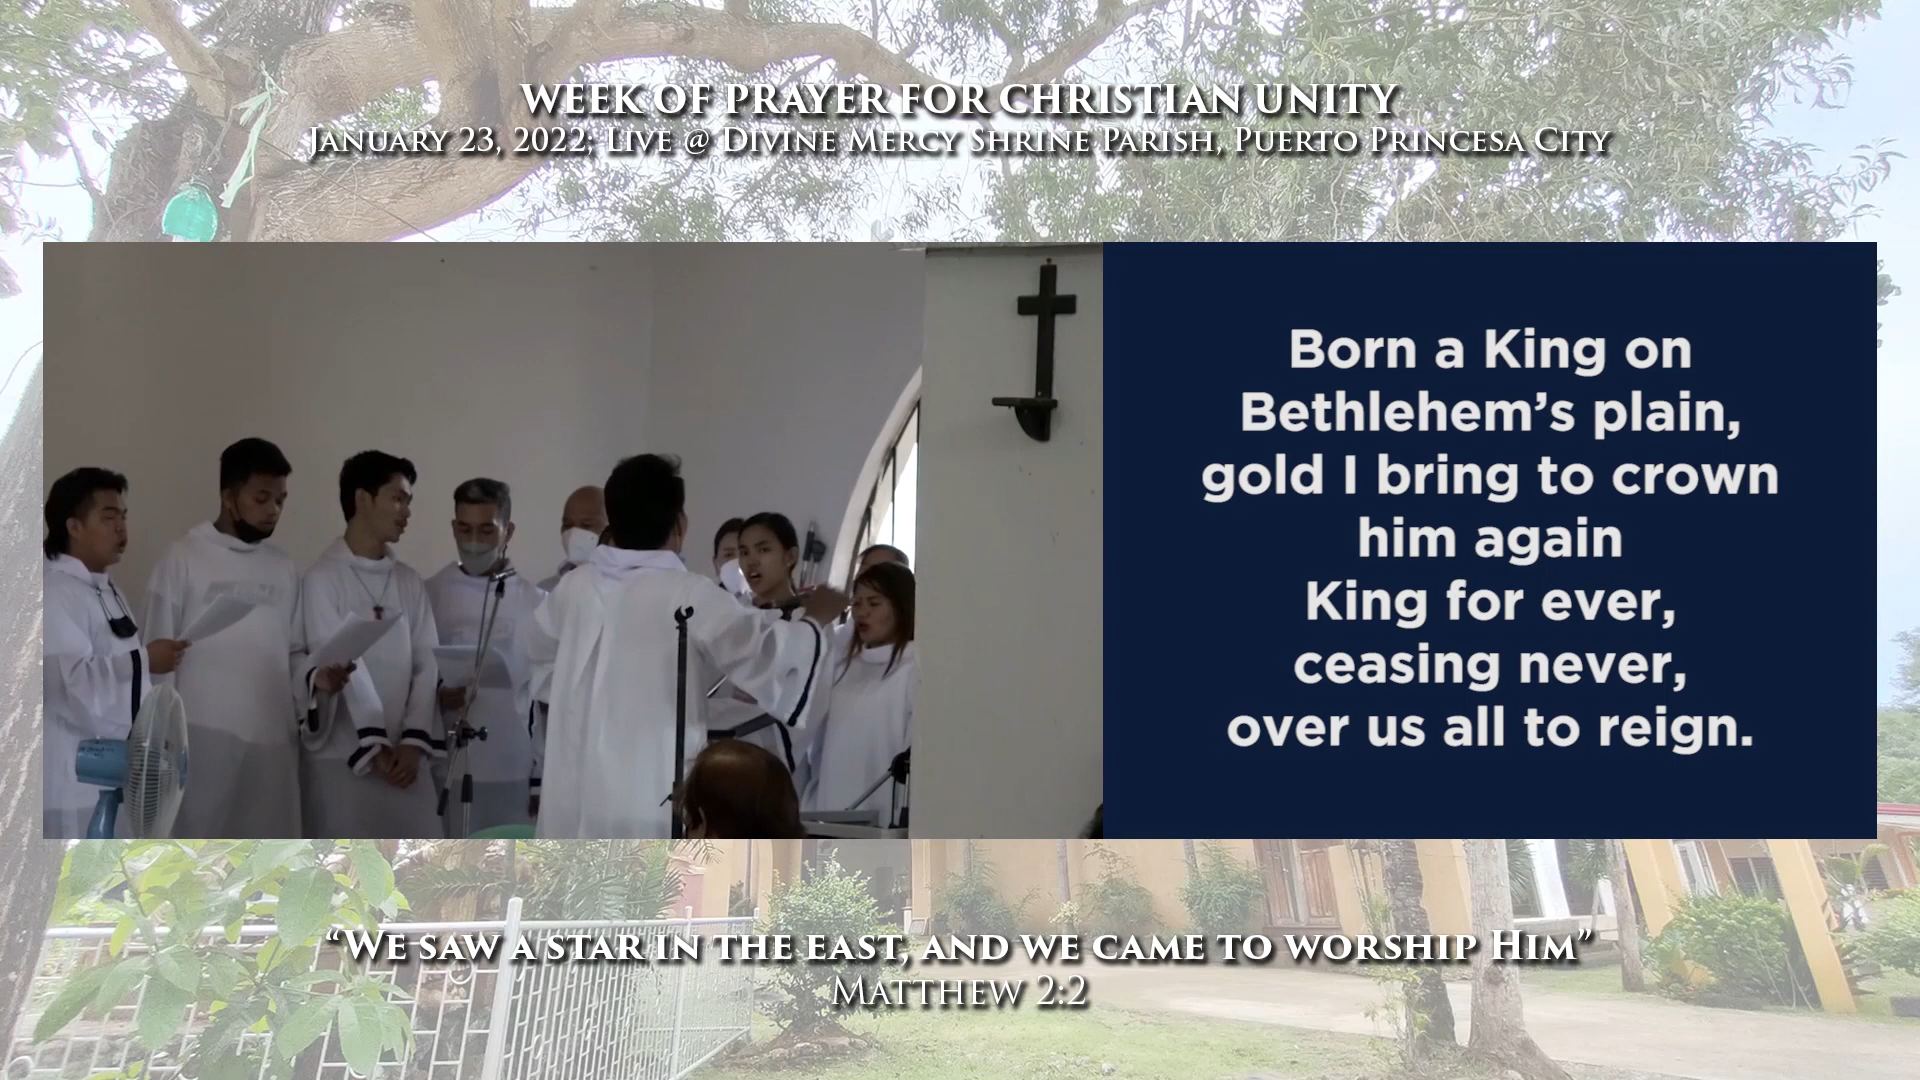 WEEK OF PRAYER FOR CHRISTIAN UNITY
January 23, 2022; Live @ Divine Mercy Shrine Parish, Puerto Princesa City
Born a King on
Bethlehem’s plain,
gold I bring to crown
him again
King for ever,
ceasing never,
over us all to reign.
“We saw a star in the east, and we came to worship Him”
Matthew 2:2